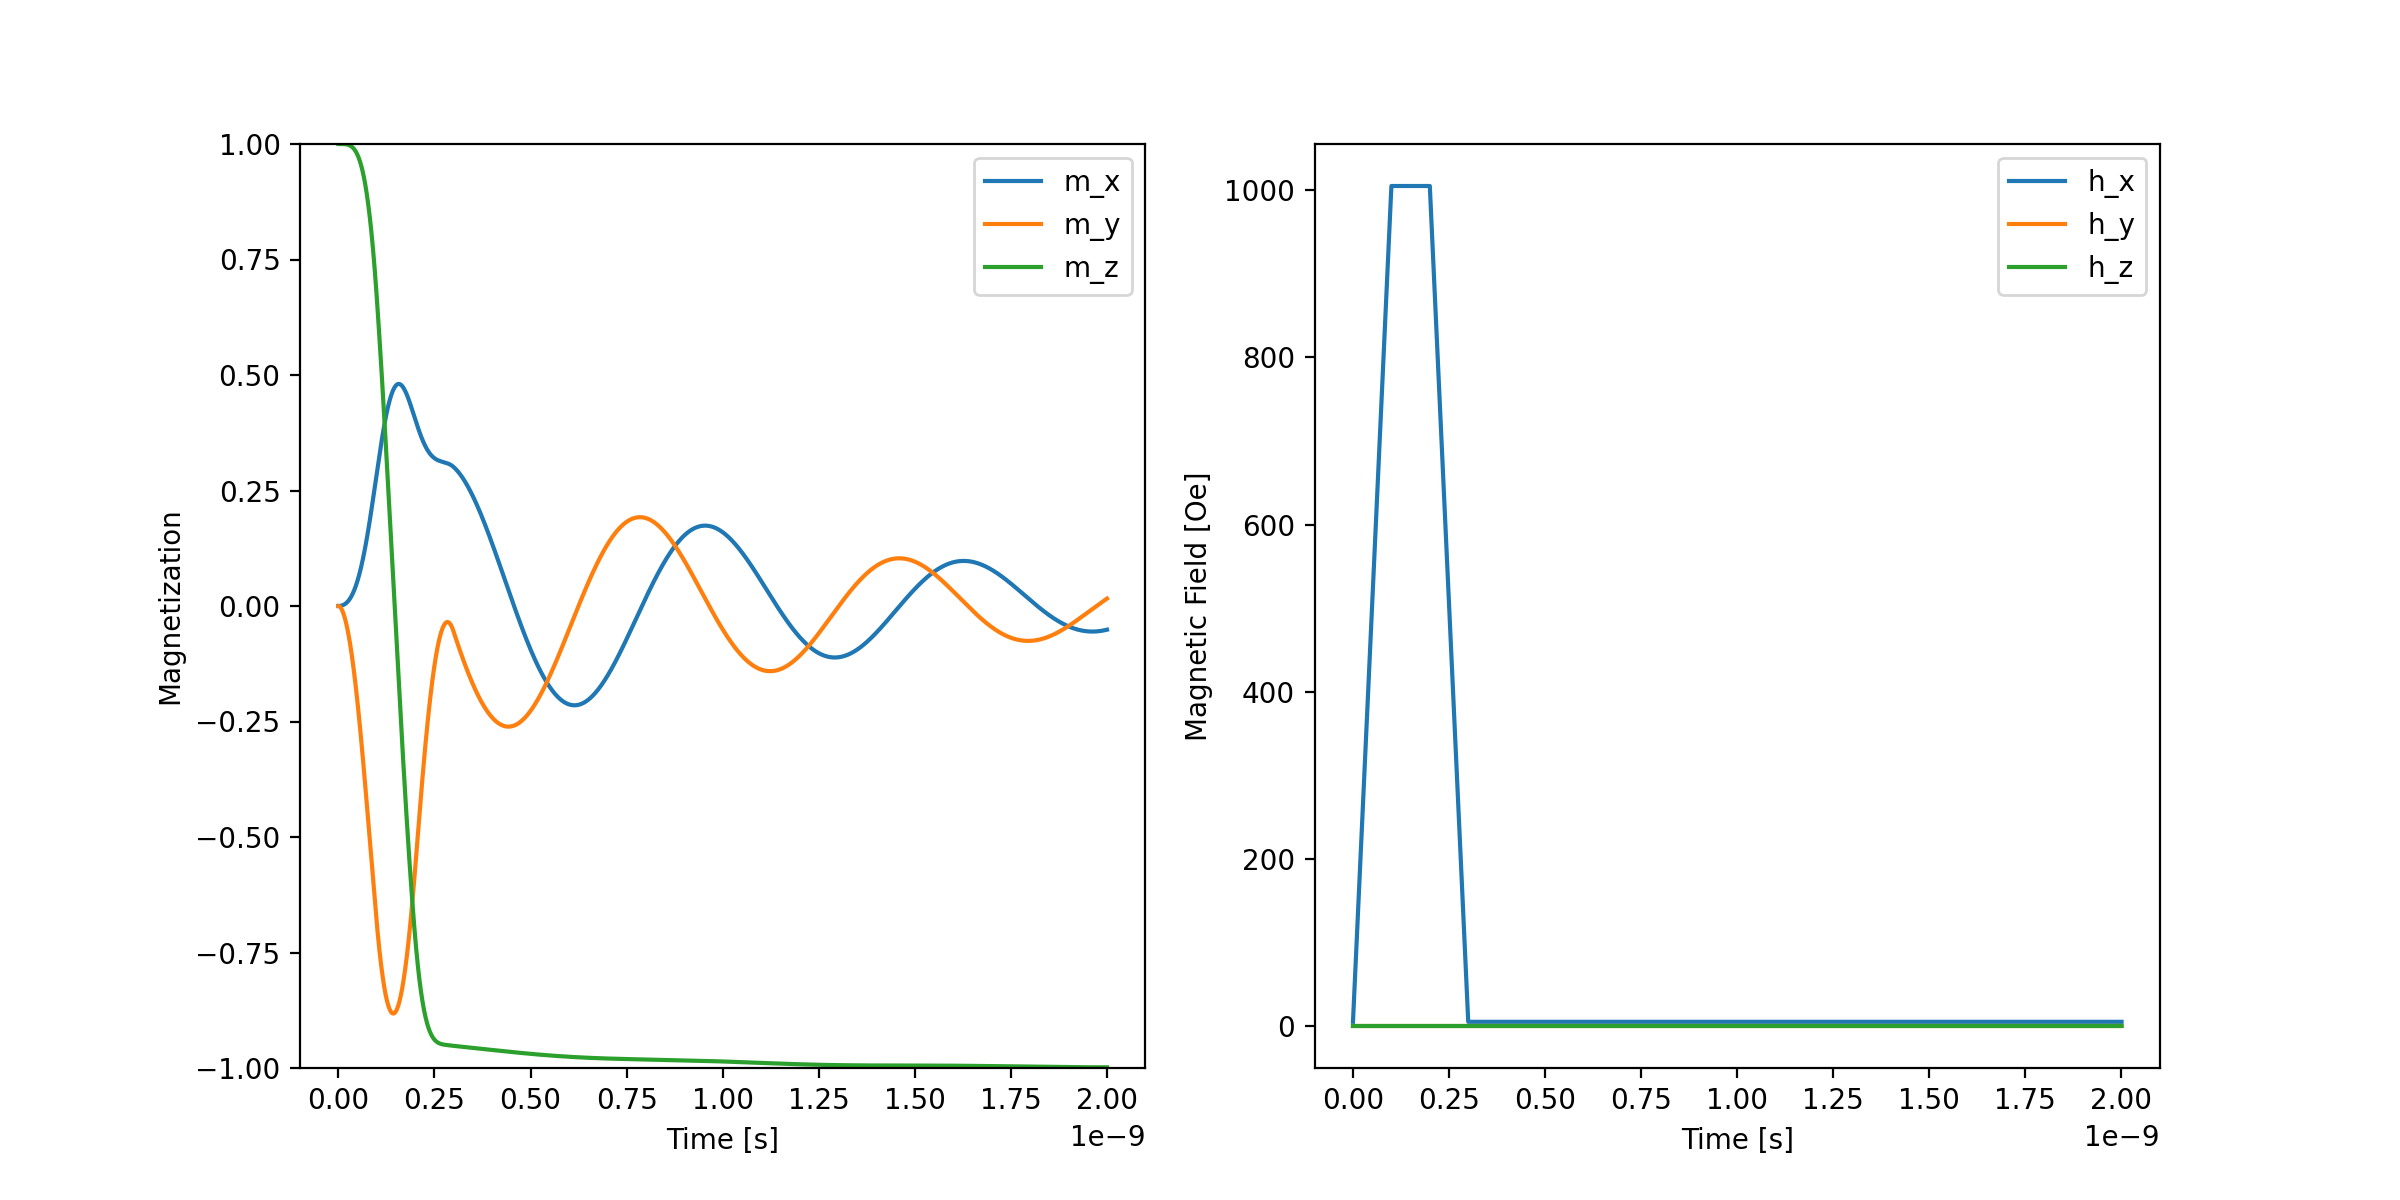 1.00
0.75
0.50
0.25
0.00
−0.25
−0.50
−0.75
−1.00
Magnetization
m_x
m_y
m_z
0.00 0.25 0.50 0.75 1.00 1.25 1.50 1.75 2.00
Time [s]
1e−9
1000
800
600
400
200
0
Magnetic Field [Oe]
h_x
h_y
h_z
0.00 0.25 0.50 0.75 1.00 1.25 1.50 1.75 2.00
Time [s]
1e−9